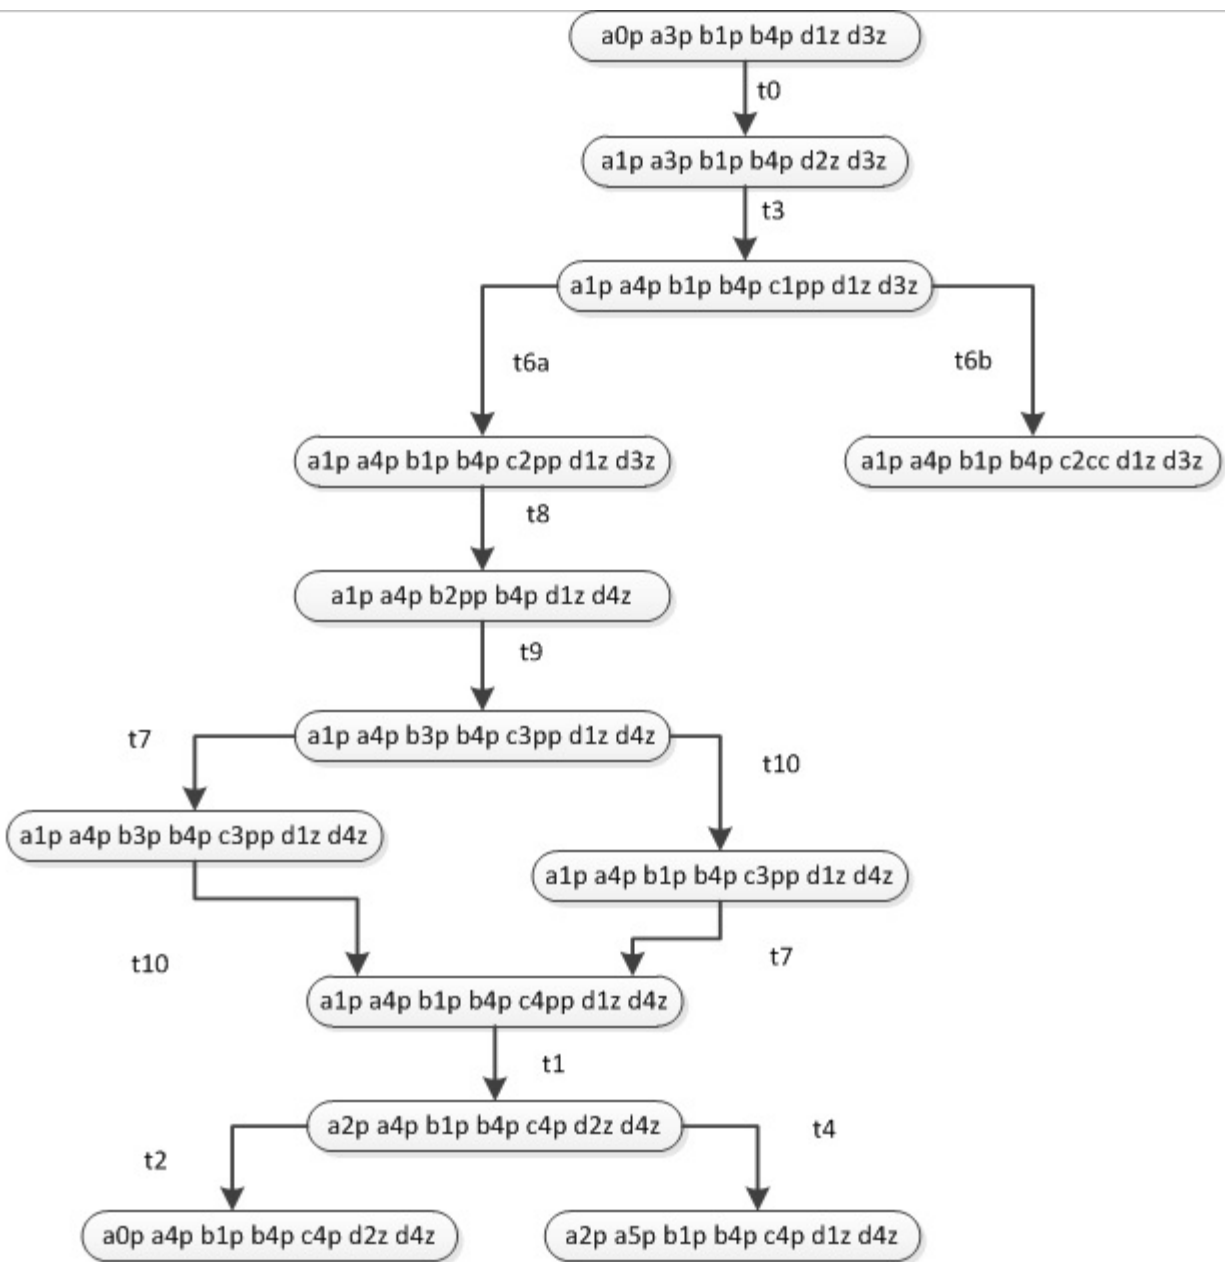 a0p a3p b1p b4p d1z d3z
t0
a1p a3p b1p b4p d2z d3z
t3
a1p a4p b1p b4p c1pp d1z d3z
t6a
t6b
a1p a4p b1p b4p c2pp d1z d3z
a1p a4p b1p b4p c2cc d1z d3z
t8
a1p a4p b2pp b4p d1z d4z
t9
a1p a4p b3p b4p c3pp d1z d4z
t7
t10
a1p a4p b3p b4p c3pp d1z d4z
a1p a4p b1p b4p c3pp d1z d4z
t10
t7
a1p a4p b1p b4p c4pp d1z d4z
t1
a2p a4p b1p b4p c4p d2z d4z
t2
t4
a0p a4p b1p b4p c4p d2z d4z
a2p a5p b1p b4p c4p d1z d4z